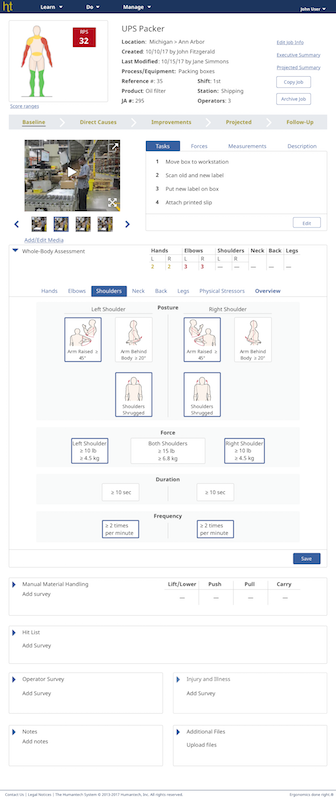 ht
Learn
Do
Manage
John User
BPS
32
Score ranges
UPS Packer
Location: Michigan > Ann Arbor
Created: 10/10/17 by John Fitzgerald
Last Modified: 10/15/17 by Jane Simmons
Process/Equipment: Packing boxes
Reference #: 35 Shift: 1st
Product: Oil filter Station: Shipping
JA #: 295 Operators: 3
Edit Job Info
Executive Summary
Projected Summary
Copy Job
Archive Job
Baseline
Direct Causes
Improvements
Projected
Follow-Up
Add/Edit Media
Tasks
Forces
Measurements
Description
1 Move box to workstation
2 Scan old and new label
3 Put new label on box
4 Attach printed slip
Edit
Whole-Body Assessment
Hands Elbows Shoulders Neck Back Legs
L R L R L R
2 2 3 3 — — — — —
Hands
Elbows
Shoulders
Neck
Back
Legs
Physical Stressors
Overview
Left Shoulder
Posture
Right Shoulder
Arm Raised ≥
45°
Arm Behind
Body ≥ 20°
Arm Raised ≥
45°
Arm Behind
Body ≥ 20°
Shoulders
Shrugged
Shoulders
Shrugged
Force
Left Shoulder
≥ 10 lb
≥ 4.5 kg
Both Shoulders
≥ 15 lb
≥ 6.8 kg
Right Shoulder
≥ 10 lb
≥ 4.5 kg
Duration
≥ 10 sec
≥ 10 sec
Frequency
≥ 2 times
per minute
≥ 2 times
per minute
Save
Manual Material Handling
Add survey
Lift/Lower Push Pull Carry
— — — —
Hit List
Add Survey
Operator Survey
Add Survey
Injury and Illness
Add Survey
Notes
Add notes
Additional Files
Upload files
Contact Us | Legal Notices | The Humantech System © 2013-2017 Humantech, Inc. All rights reserved.
Ergonomics done right.®